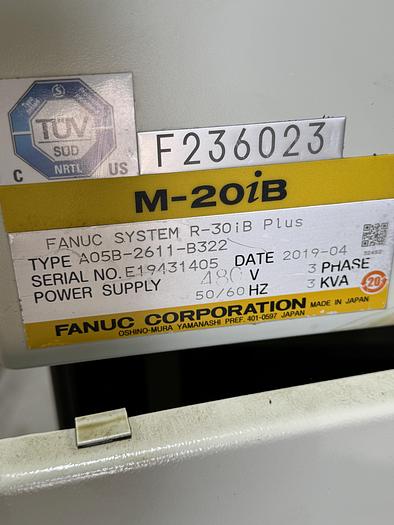 TÜV
SÜD
C NRTL US
F236023
M-20iB
FANUC SYSTEM R-30iB Plus
TYPE A05B-2611-B322
SERIAL NO. E19431405 DATE 2019-04
POWER SUPPLY 480 V 3 PHASE
50/60 HZ 3 KVA
20
FANUC CORPORATION MADE IN JAPAN
OSHINO-MURA YAMANASHI PREF. 401-0597 JAPAN